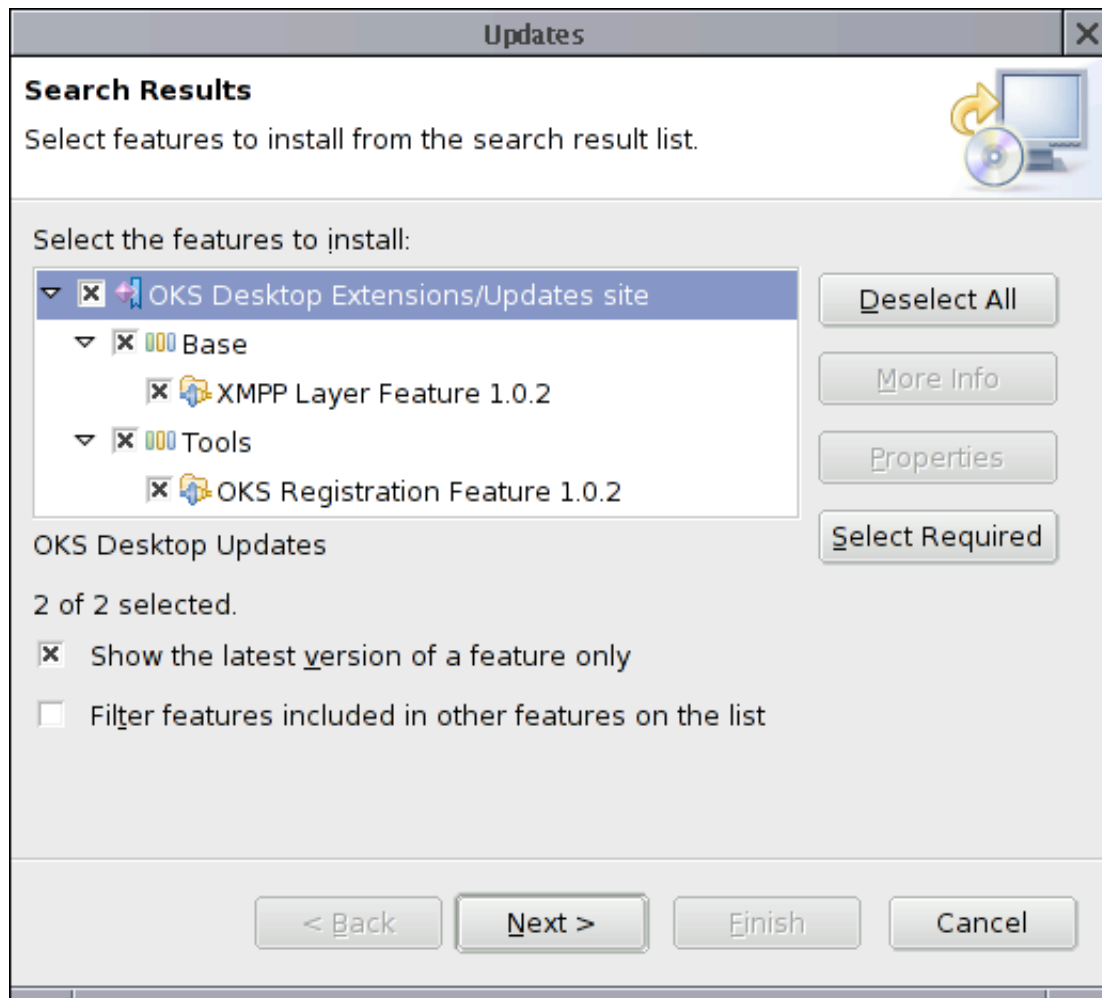 Updates
Search Results
Select features to install from the search result list.
Select the features to install:
OKS Desktop Extensions/Updates site
Base
XMPP Layer Feature 1.0.2
Tools
OKS Registration Feature 1.0.2
Deselect All
More Info
Properties
Select Required
OKS Desktop Updates
2 of 2 selected.
Show the latest version of a feature only
Filter features included in other features on the list
< Back
Next >
Finish
Cancel